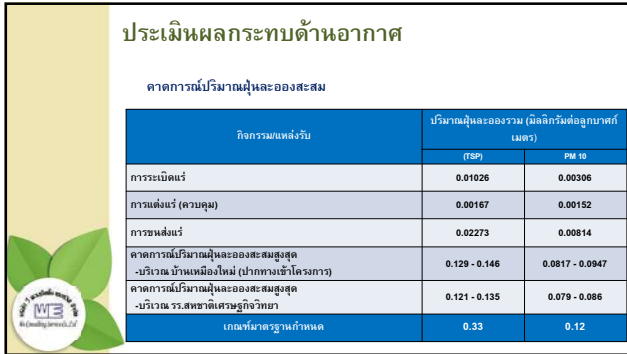 ประเมินผลกระทบด้านอากาศ
คาดการณ์ปริมาณฝุ่นละอองสะสม
กิจกรรม/แหล่งรับ
ปริมาณฝุ่นละอองรวม (มิลลิกรัมต่อลูกบาศก์
เมตร)
(TSP) PM 10
การระเบิดแร่ 0.01026 0.00306
การแต่งแร่ (ควบคุม) 0.00167 0.00152
การขนส่งแร่ 0.02273 0.00814
คาดการณ์ปริมาณฝุ่นละอองสะสมสูงสุด
-บริเวณ บ้านเหมืองใหม่ (ปากทางเข้าโครงการ) 0.129 - 0.146 0.0817 - 0.0947
คาดการณ์ปริมาณฝุ่นละอองสะสมสูงสุด
-บริเวณ รร.สหชาติเศรษฐกิจวิทยา 0.121 - 0.135 0.079 - 0.086
เกณฑ์มาตรฐานกำหนด 0.33 0.12